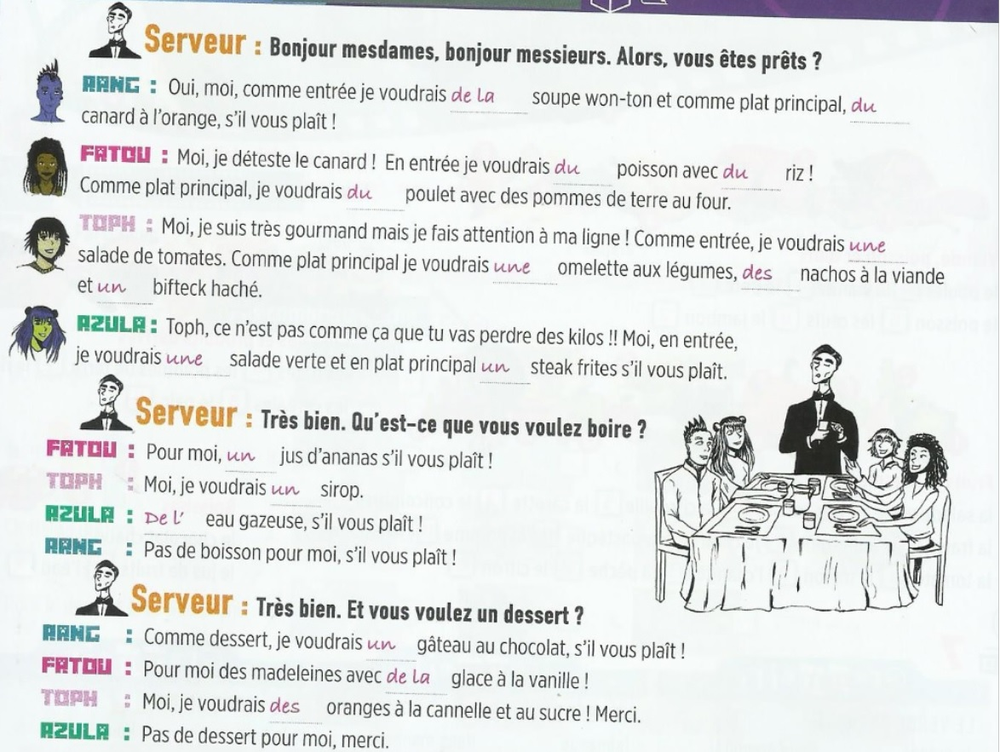 Serveur : Bonjour mesdames, bonjour messieurs. Alors, vous êtes prêts ?
AANG : Oui, moi, comme entrée je voudrais de la soupe won-ton et comme plat principal, du
canard à l'orange, s'il vous plaît !
FATOU : Moi, je déteste le canard ! En entrée je voudrais du poisson avec du riz !
Comme plat principal, je voudrais du poulet avec des pommes de terre au four.
TOPH : Moi, je suis très gourmand mais je fais attention à ma ligne ! Comme entrée, je voudrais une
salade de tomates. Comme plat principal je voudrais une omelette aux légumes, des nachos à la viande
et un bifteck haché.
AZULA : Toph, ce n'est pas comme ça que tu vas perdre des kilos !! Moi, en entrée,
je voudrais une salade verte et en plat principal un steak frites s'il vous plaît.
Serveur : Très bien. Qu'est-ce que vous voulez boire ?
FATOU : Pour moi, un jus d'ananas s'il vous plaît !
TOPH : Moi, je voudrais un sirop.
AZULA : De l' eau gazeuse, s'il vous plaît !
AANG : Pas de boisson pour moi, s'il vous plaît !
Serveur : Très bien. Et vous voulez un dessert ?
AANG : Comme dessert, je voudrais un gâteau au chocolat, s'il vous plaît !
FATOU : Pour moi des madeleines avec de la glace à la vanille !
TOPH : Moi, je voudrais des oranges à la cannelle et au sucre ! Merci.
AZULA : Pas de dessert pour moi, merci.